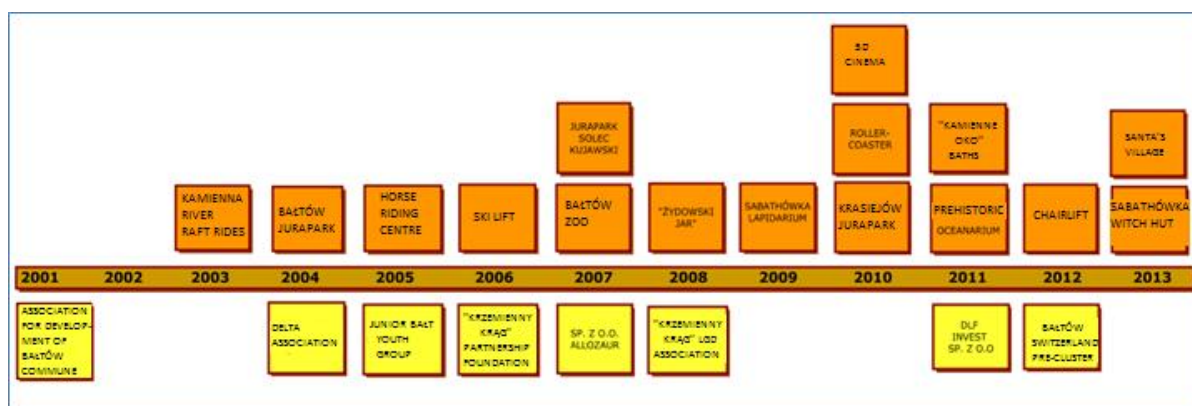 5D
CINEMA
JURAPARK
SOLEC
KUJAWSKI
ROLLER-
COASTER
"KAMIENNE
OKO"
BATHS
SANTA'S
VILLAGE
KAMIENNA
RIVER
RAFT RIDES
BAŁTÓW
JURAPARK
HORSE
RIDING
CENTRE
SKI LIFT
BAŁTÓW
ZOO
"ŻYDOWSKI
JAR"
SABATHÓWKA
LAPIDARIUM
KRASIEJÓW
JURAPARK
PREHISTORIC
OCEANARIUM
CHAIRLIFT
SABATHÓWKA
WITCH HUT
2001 2002 2003 2004 2005 2006 2007 2008 2009 2010 2011 2012 2013
ASSOCIATION
FOR DEVELOP-
MENT OF
BAŁTÓW
COMMUNE
DELTA
ASSOCIATION
JUNIOR BAŁT
YOUTH
GROUP
"KRZEMIENNY
KRĄG"
PARTNERSHIP
FOUNDATION
SP. Z O.O.
ALLOZAUR
"KRZEMIENNY
KRĄG" LGD
ASSOCIATION
DLF
INVEST
SP. Z O.O
BAŁTÓW
SWITZERLAND
PRE-CLUSTER